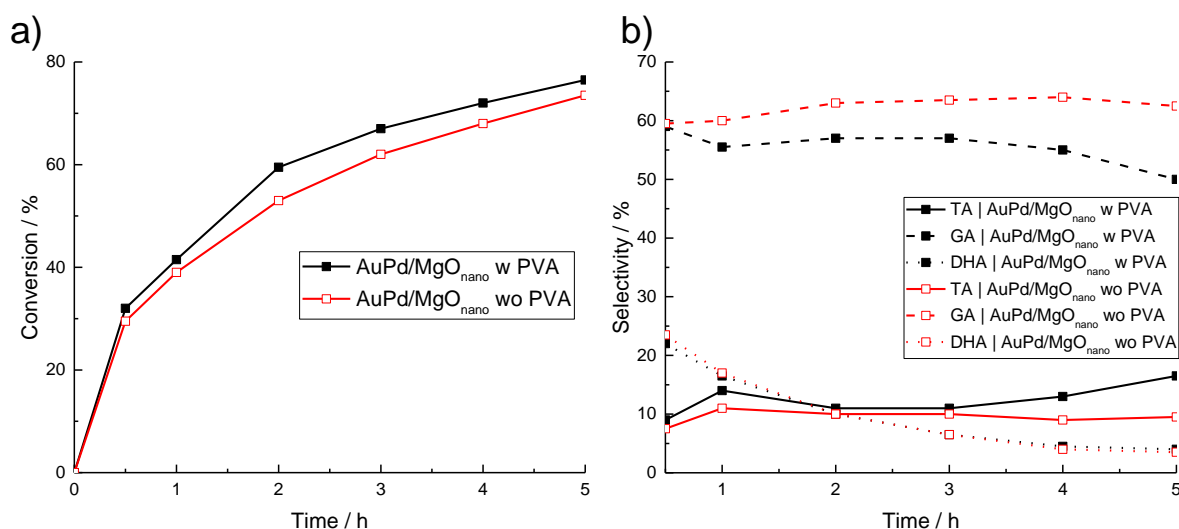 a)
80
60
40
20
0
Conversion / %
0 1 2 3 4 5
Time / h
AuPd/MgOnano w PVA
AuPd/MgOnano wo PVA
b)
70
60
50
40
30
20
10
0
Selectivity / %
1 2 3 4 5
Time / h
TA | AuPd/MgOnano w PVA
GA | AuPd/MgOnano w PVA
DHA | AuPd/MgOnano w PVA
TA | AuPd/MgOnano wo PVA
GA | AuPd/MgOnano wo PVA
DHA | AuPd/MgOnano wo PVA